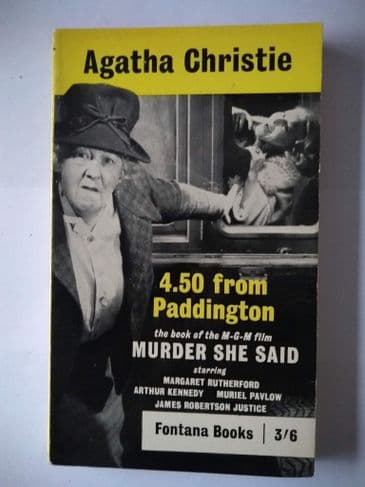 Agatha Christie
4.50 from
Paddington
the book of the M-G-M film
MURDER SHE SAID
starring
MARGARET RUTHERFORD
ARTHUR KENNEDY MURIEL PAVLOW
JAMES ROBERTSON JUSTICE
Fontana Books | 3/6